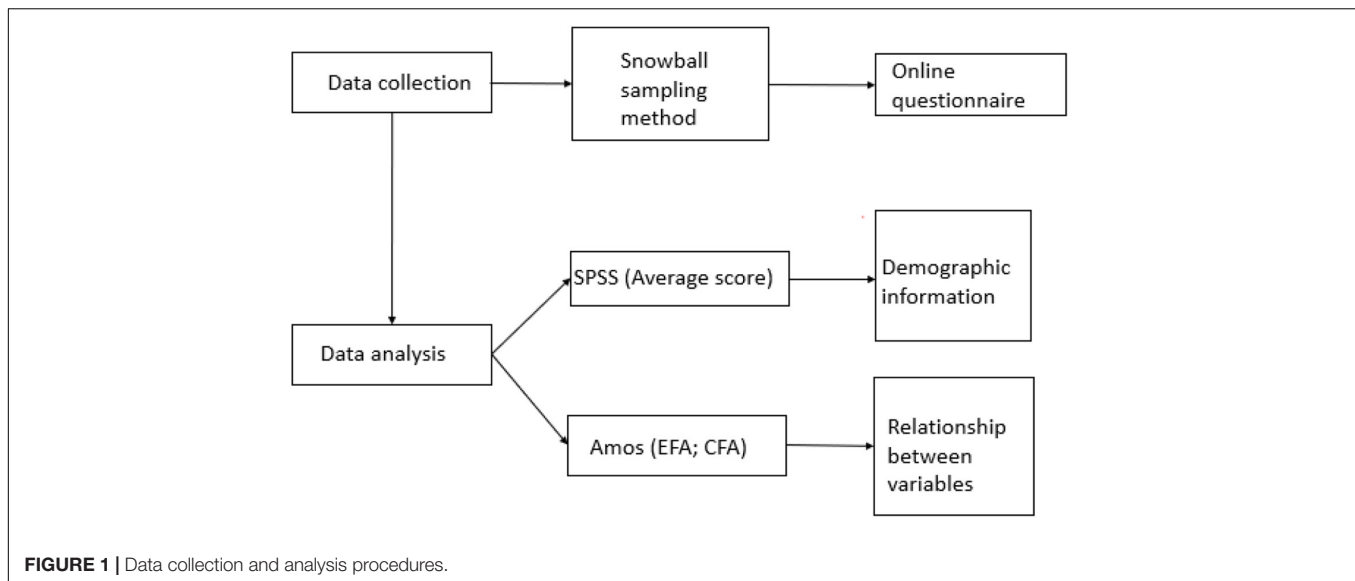 Data collection
Snowball
sampling
method
Online
questionnaire
SPSS (Average score)
Demographic
information
Data analysis
Amos (EFA; CFA)
Relationship
between
variables
FIGURE 1 | Data collection and analysis procedures.